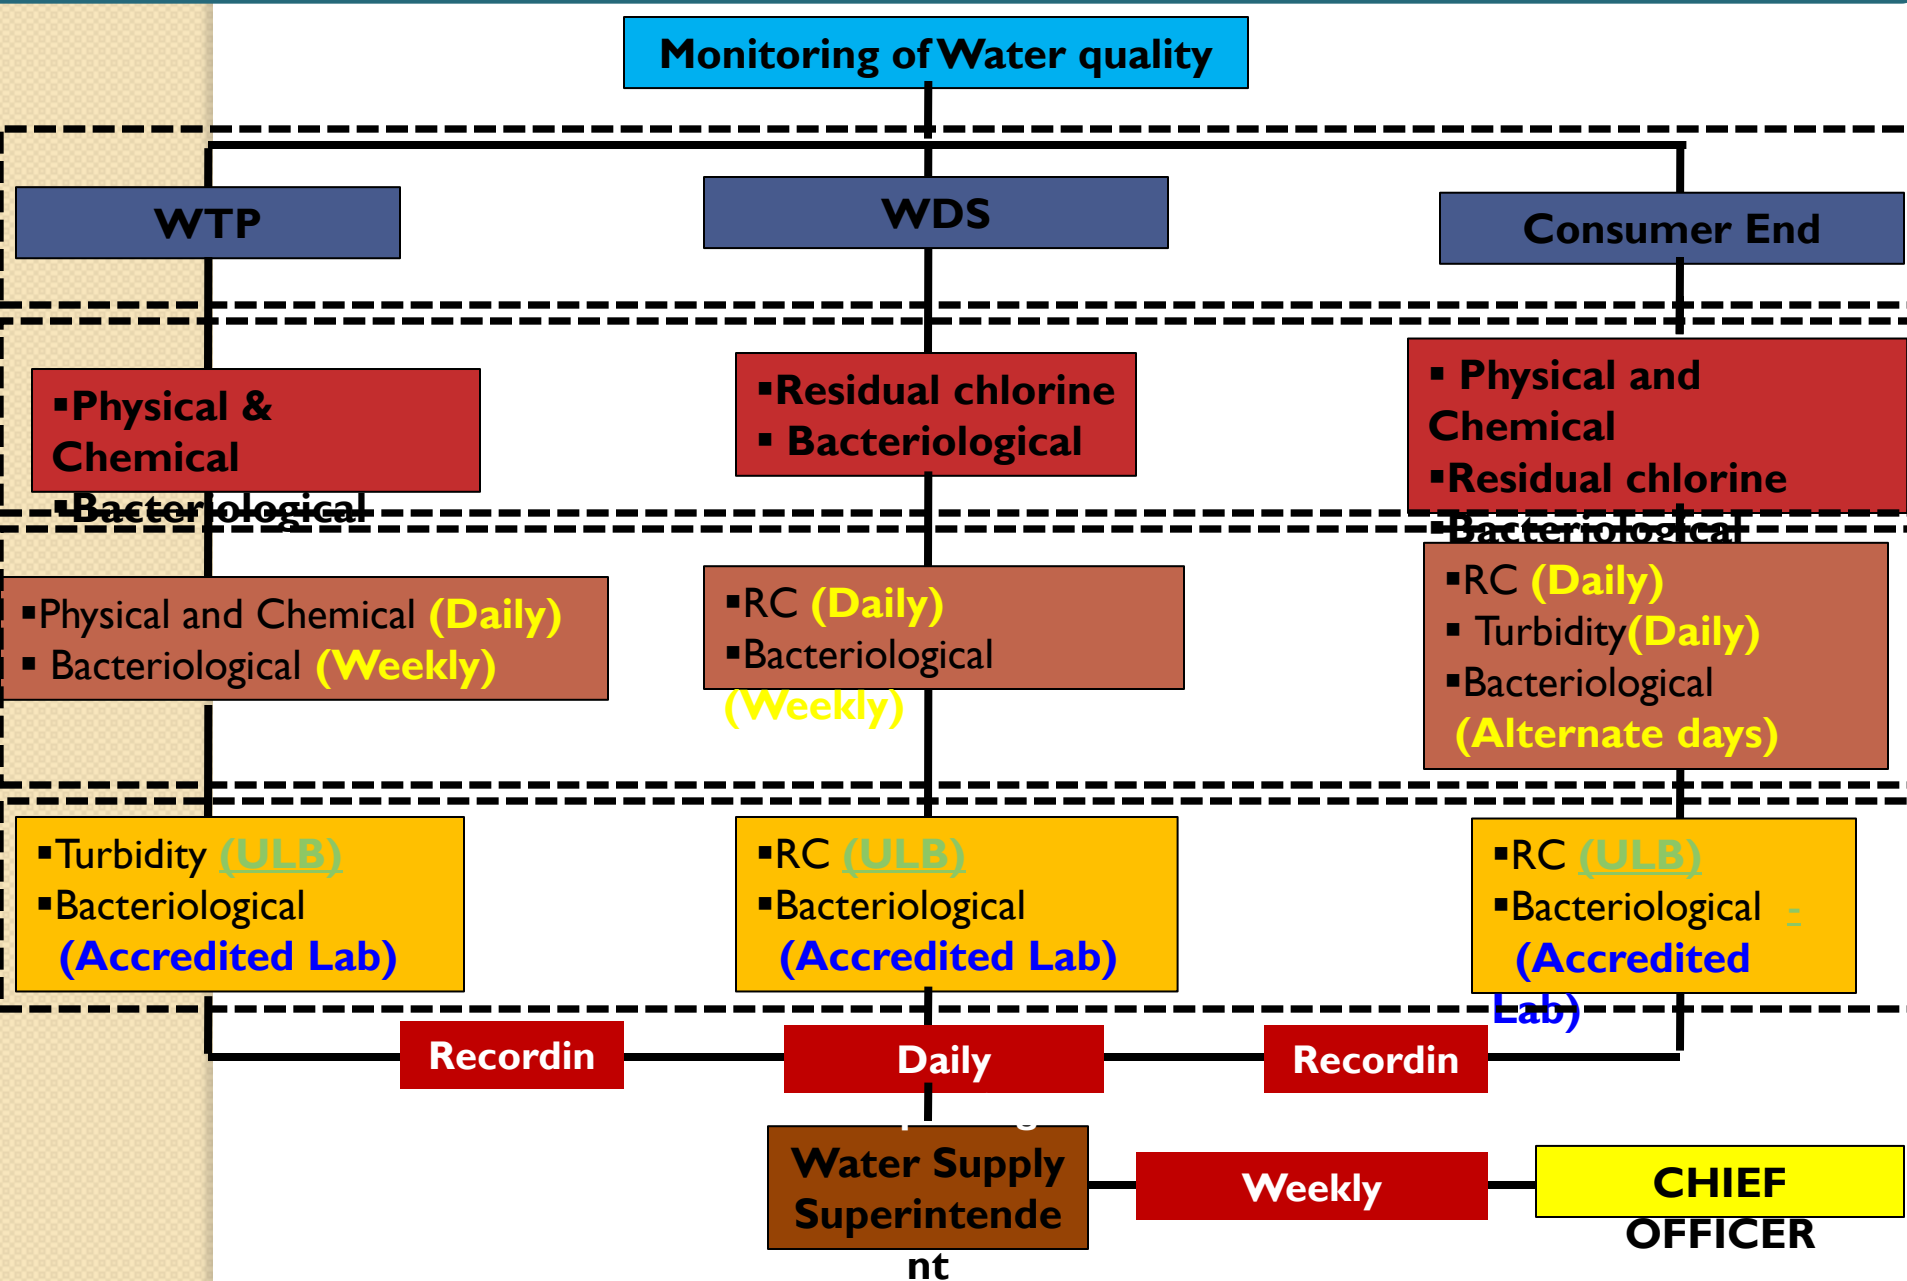 Monitoring of Water quality
WTP
WDS
Consumer End
▪Physical &
Chemical
▪Bacteriological
▪Residual chlorine
▪ Bacteriological
▪ Physical and
Chemical
▪Residual chlorine
▪Bacteriological
▪Physical and Chemical (Daily)
▪ Bacteriological (Weekly)
▪RC (Daily)
▪Bacteriological
(Weekly)
▪RC (Daily)
▪ Turbidity(Daily)
▪Bacteriological
(Alternate days)
▪Turbidity (ULB)
▪Bacteriological
(Accredited Lab)
▪RC (ULB)
▪Bacteriological
(Accredited Lab)
▪RC (ULB)
▪Bacteriological -
(Accredited
Lab)
Recordin
Daily
Recordin
Water Supply
Superintende
nt
Weekly
CHIEF
OFFICER